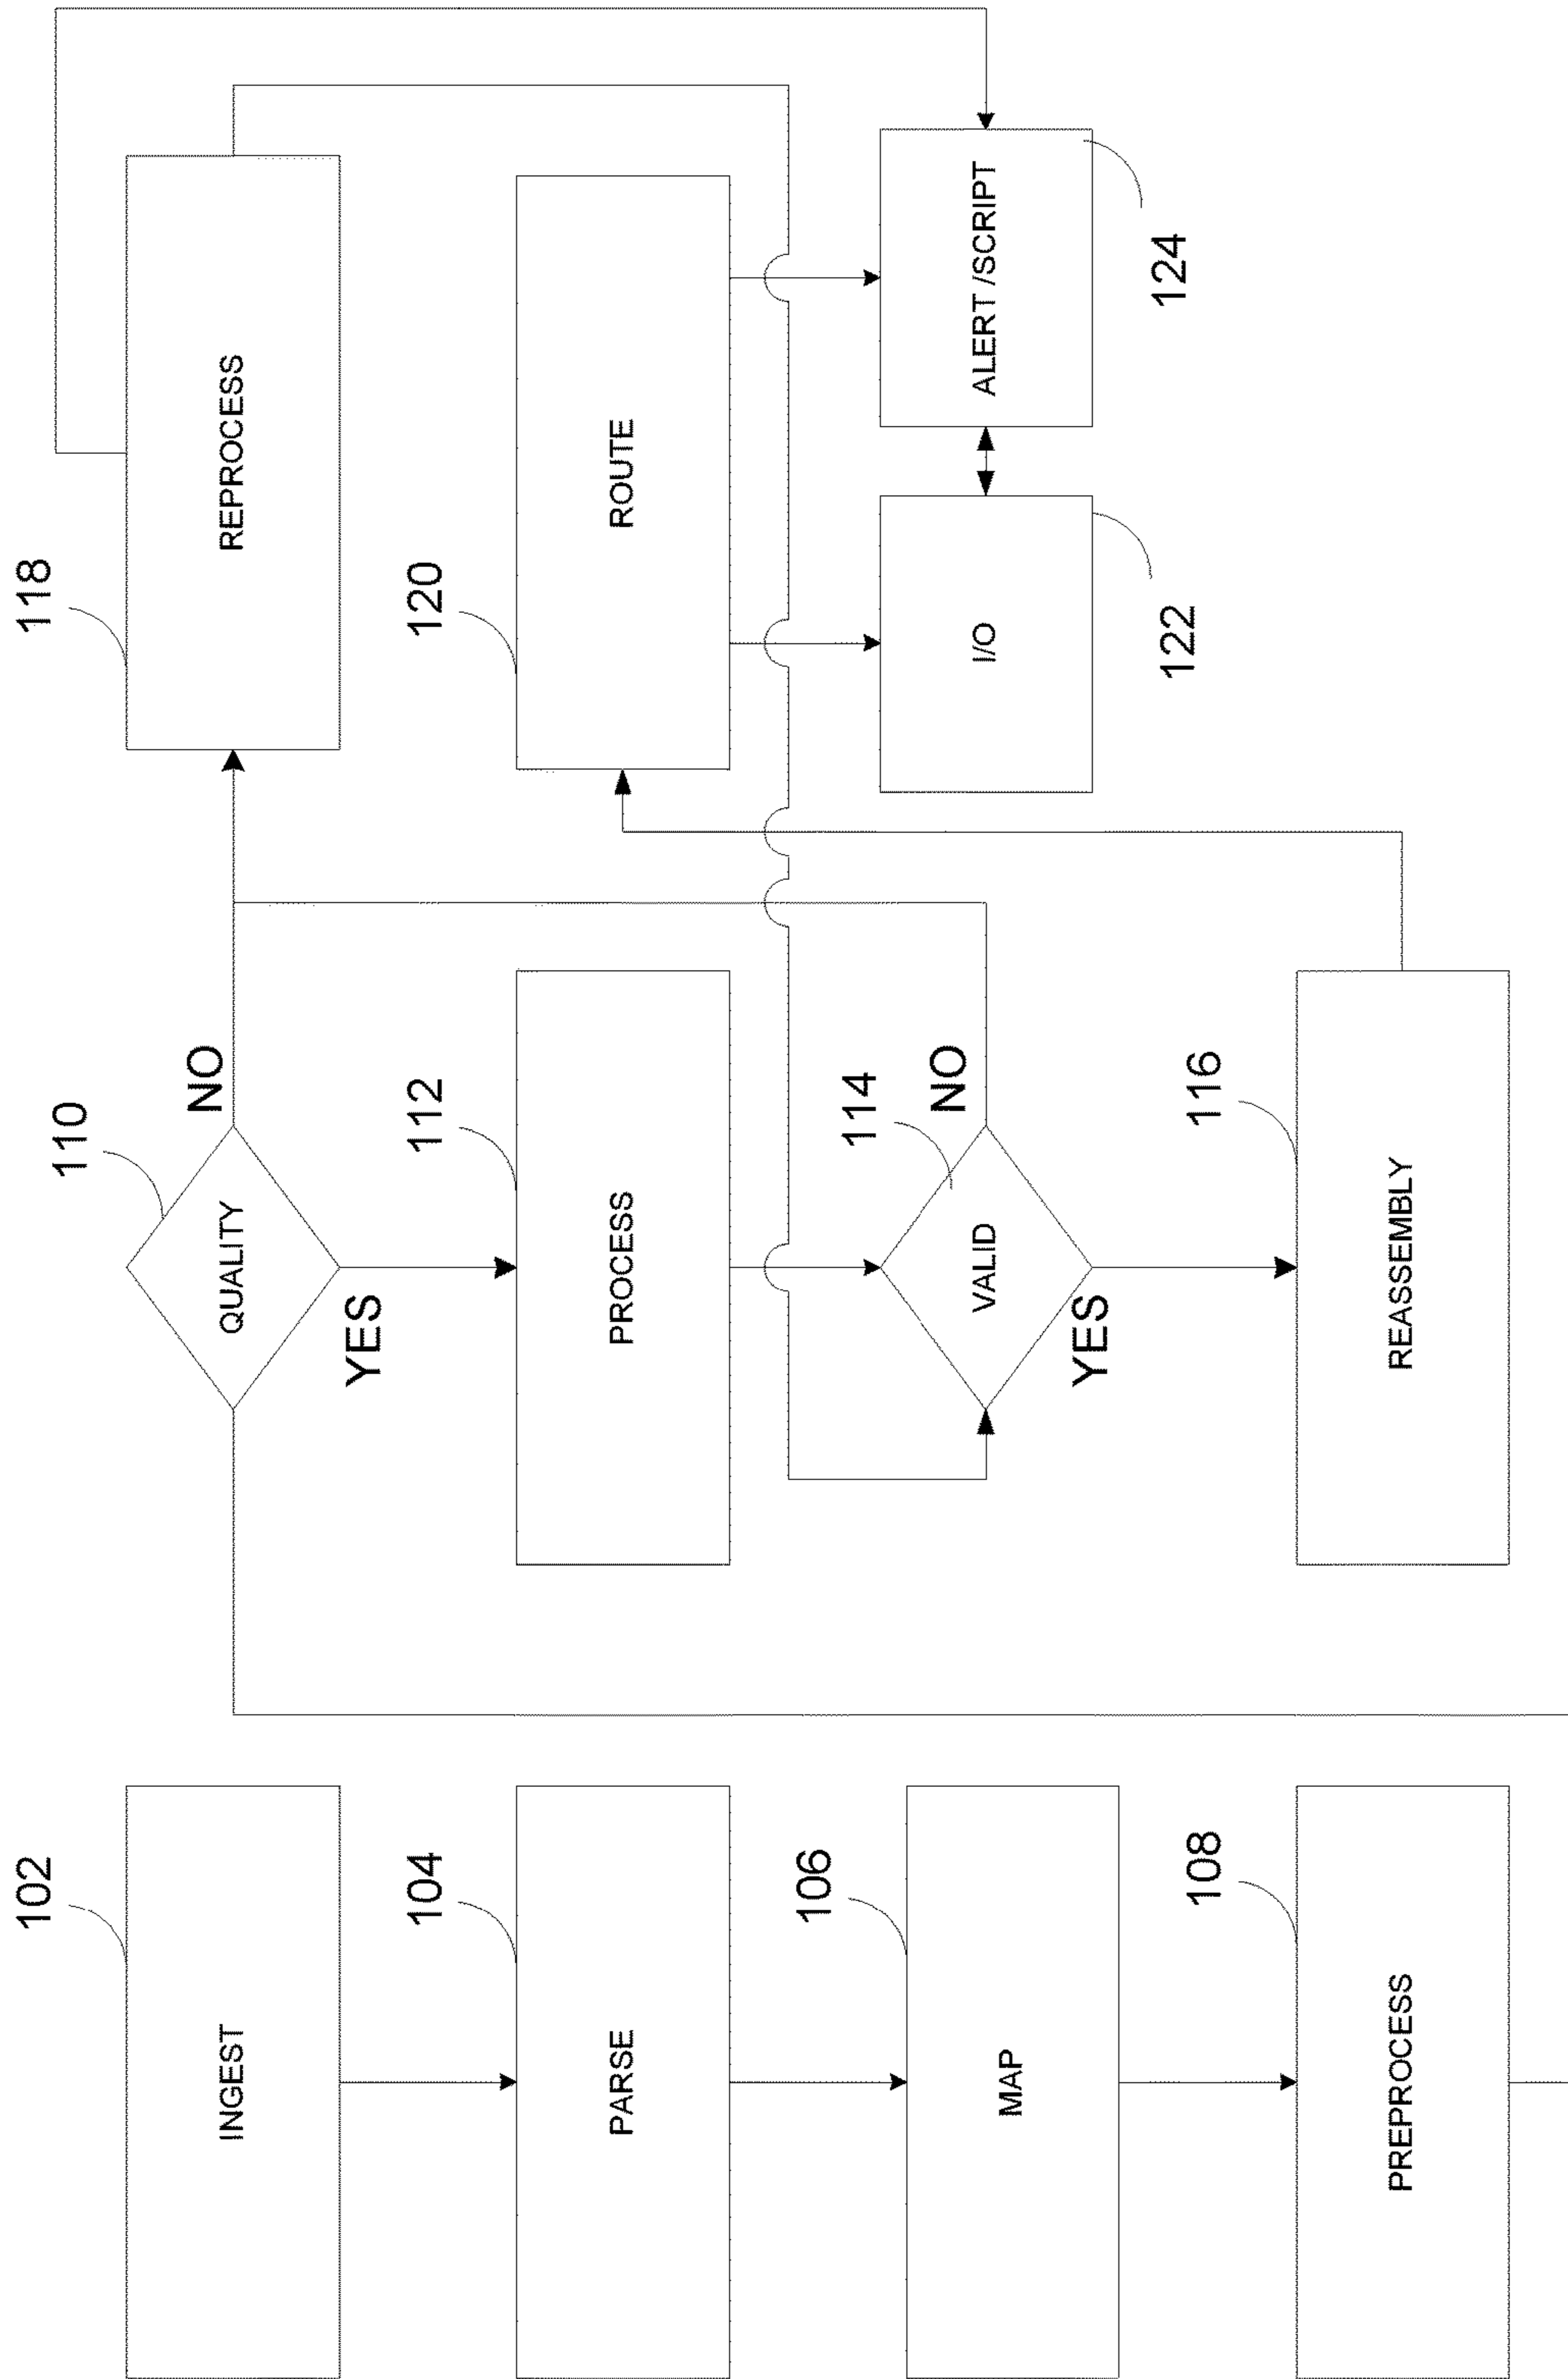 102
INGEST
104
PARSE
106
MAP
108
PREPROCESS
110
QUALITY
NO
YES
112
PROCESS
114
VALID
NO
YES
116
REASSEMBLY
118
REPROCESS
120
ROUTE
I/O
122
ALERT /SCRIPT
124